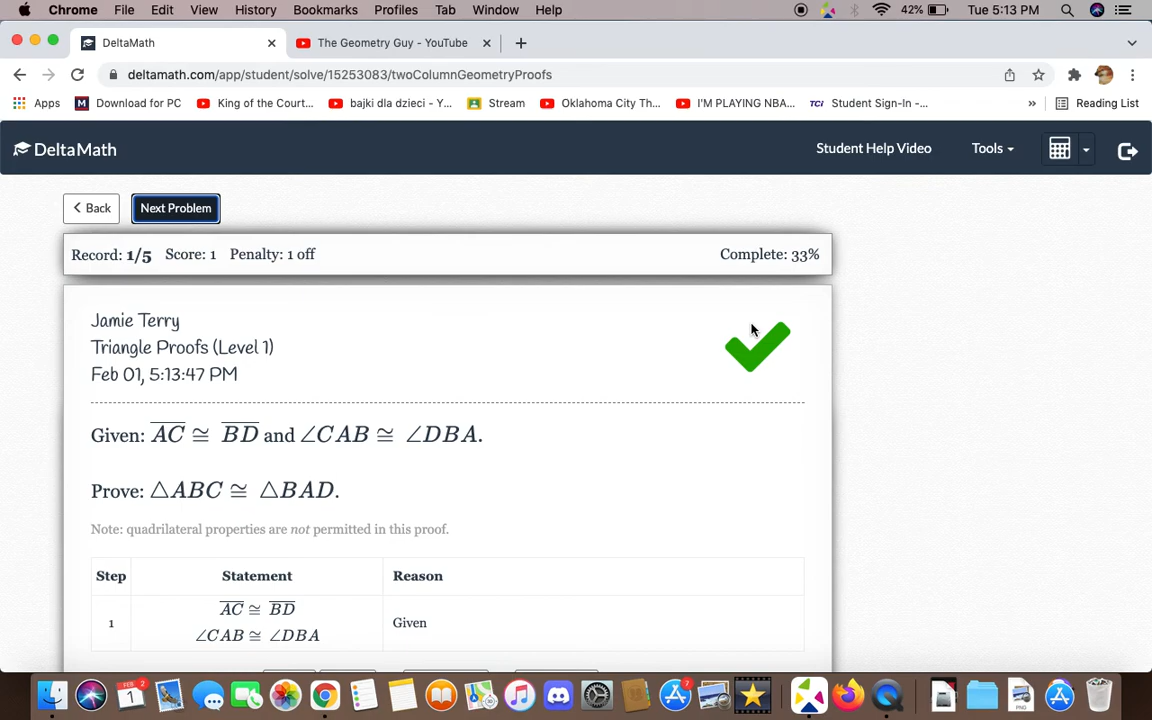 Chrome File Edit View History Bookmarks Profiles Tab Window Help 42% Tue 5:13 PM
DeltaMath × The Geometry Guy - YouTube × +
deltamath.com/app/student/solve/15253083/twoColumnGeometryProofs
Apps M Download for PC King of the Court... bajki dla dzieci - Y... Stream Oklahoma City Th... I'M PLAYING NBA... TCI Student Sign-In -... » Reading List
DeltaMath Student Help Video Tools
< Back Next Problem
Record: 1/5 Score: 1 Penalty: 1 off Complete: 33%
Jamie Terry
Triangle Proofs (Level 1)
Feb 01, 5:13:47 PM
Given: A̅C̅ ≅ B̅D̅ and ∠CAB ≅ ∠DBA.
Prove: △ABC ≅ △BAD.
Note: quadrilateral properties are not permitted in this proof.
Step Statement Reason
A̅C̅ ≅ B̅D̅
1 Given
∠CAB ≅ ∠DBA
FEB 2
1 7